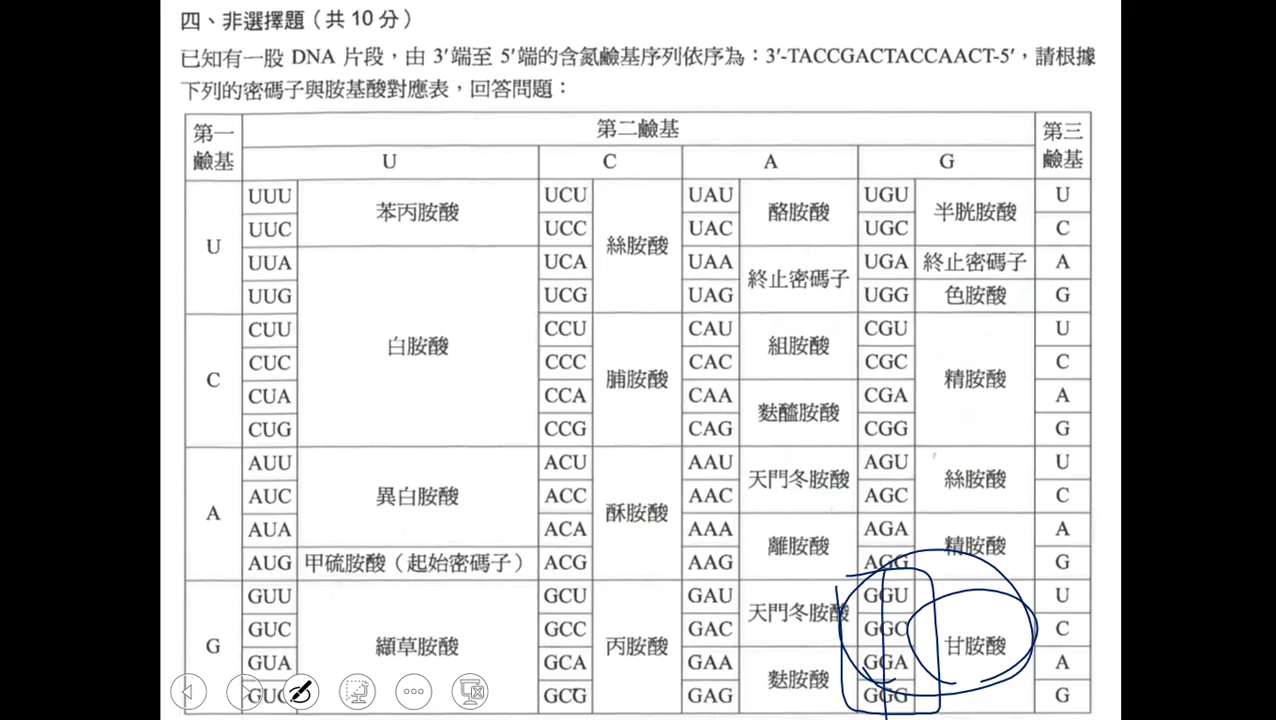 四、非選擇題（共 10 分）
已知有一股 DNA 片段，由 3′端至 5′端的含氮鹼基序列依序為：3′-TACCGACTACCAACT-5′，請根據
下列的密碼子與胺基酸對應表，回答問題：
第一鹼基 第二鹼基 第三鹼基
U C A G
U UUU 苯丙胺酸 UCU 絲胺酸 UAU 酪胺酸 UGU 半胱胺酸 U
UUC UCC UAC UGC C
UUA 白胺酸 UCA UAA 終止密碼子 UGA 終止密碼子 A
UUG UCG UAG UGG 色胺酸 G
C CUU CCU 脯胺酸 CAU 組胺酸 CGU 精胺酸 U
CUC CCC CAC CGC C
CUA CCA CAA 麩醯胺酸 CGA A
CUG CCG CAG CGG G
A AUU 異白胺酸 ACU 酥胺酸 AAU 天門冬胺酸 AGU 絲胺酸 U
AUC ACC AAC AGC C
AUA ACA AAA 離胺酸 AGA 精胺酸 A
AUG 甲硫胺酸（起始密碼子） ACG AAG AGG G
G GUU 纈草胺酸 GCU 丙胺酸 GAU 天門冬胺酸 GGU 甘胺酸 U
GUC GCC GAC GGC C
GUA GCA GAA 麩胺酸 GGA A
GCG GAG GGG G